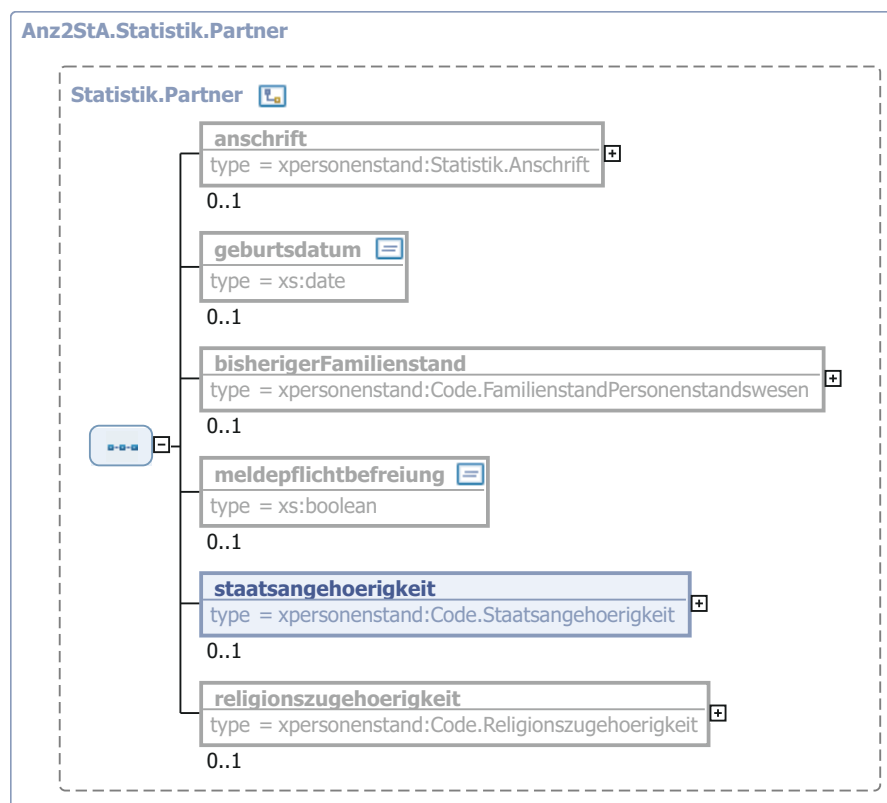 Anz2StA.Statistik.Partner
Statistik.Partner
anschrift
type = xpersonenstand:Statistik.Anschrift
0..1
geburtsdatum
type = xs:date
0..1
bisherigerFamilienstand
type = xpersonenstand:Code.FamilienstandPersonenstandswesen
0..1
meldepflichtbefreiung
type = xs:boolean
0..1
staatsangehoerigkeit
type = xpersonenstand:Code.Staatsangehoerigkeit
0..1
religionszugehoerigkeit
type = xpersonenstand:Code.Religionszugehoerigkeit
0..1